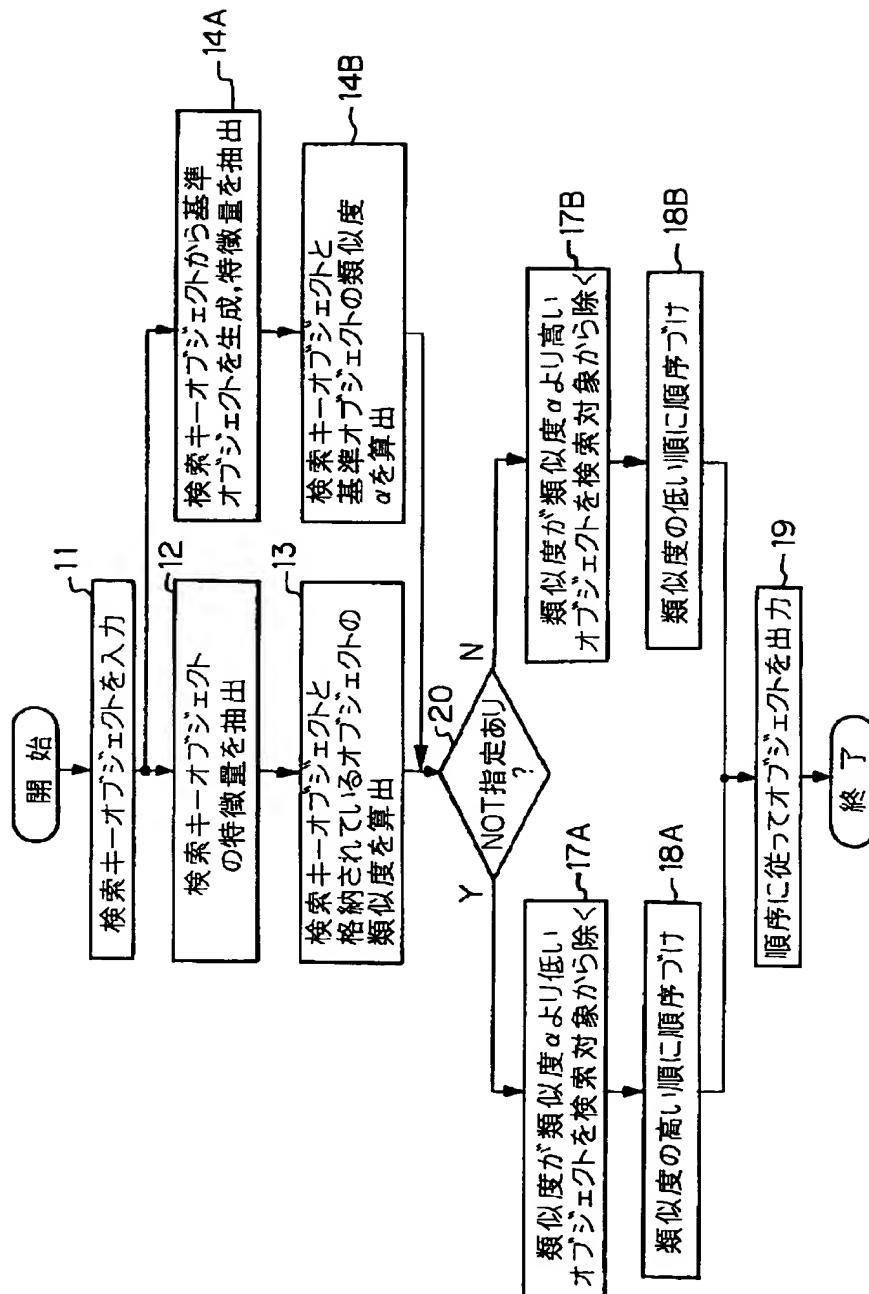 開始
11
検索キーオブジェクトを入力
12
検索キーオブジェクト
の特徴量を抽出
14A
検索キーオブジェクトから基準
オブジェクトを生成,特徴量を抽出
13
検索キーオブジェクトと
格納されているオブジェクトの
類似度を算出
14B
検索キーオブジェクトと
基準オブジェクトの類似度
αを算出
20
NOT指定あり
?
Y
N
17A
類似度が類似度αより低い
オブジェクトを検索対象から除く
17B
類似度が類似度αより高い
オブジェクトを検索対象から除く
18A
類似度の高い順に順序づけ
18B
類似度の低い順に順序づけ
19
順序に従ってオブジェクトを出力
終了